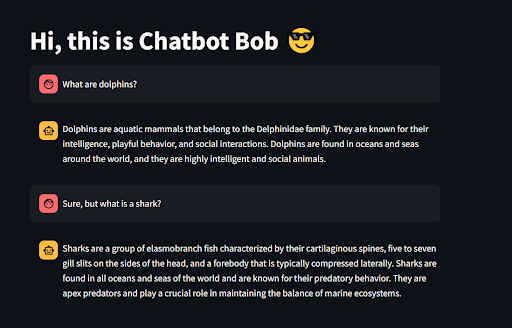 Hi, this is Chatbot Bob 😎
What are dolphins?
Dolphins are aquatic mammals that belong to the Delphinidae family. They are known for their
intelligence, playful behavior, and social interactions. Dolphins are found in oceans and seas
around the world, and they are highly intelligent and social animals.
Sure, but what is a shark?
Sharks are a group of elasmobranch fish characterized by their cartilaginous spines, five to seven
gill slits on the sides of the head, and a forebody that is typically compressed laterally. Sharks are
found in all oceans and seas of the world and are known for their predatory behavior. They are
apex predators and play a crucial role in maintaining the balance of marine ecosystems.